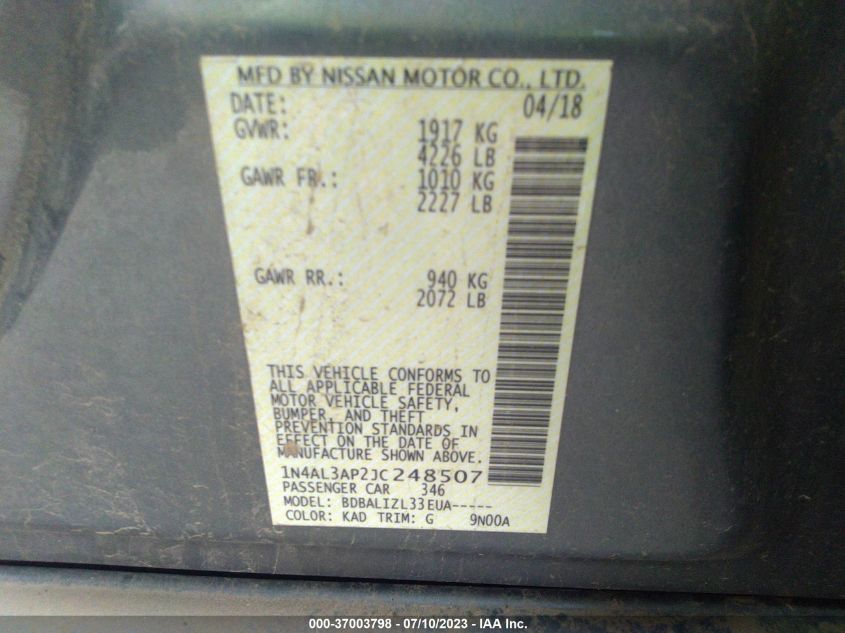 MFD BY NISSAN MOTOR CO., LTD.
DATE: 04/18
GVWR: 1917 KG
4226 LB
GAWR FR.: 1010 KG
2227 LB
GAWR RR.: 940 KG
2072 LB
THIS VEHICLE CONFORMS TO
ALL APPLICABLE FEDERAL
MOTOR VEHICLE SAFETY,
BUMPER, AND THEFT
PREVENTION STANDARDS IN
EFFECT ON THE DATE OF
MANUFACTURE SHOWN ABOVE.
1N4AL3AP2JC248507
PASSENGER CAR 346
MODEL: BDBALIZL33EUA-----
COLOR: KAD TRIM: G 9N00A
000-37003798 - 07/10/2023 - IAA Inc.